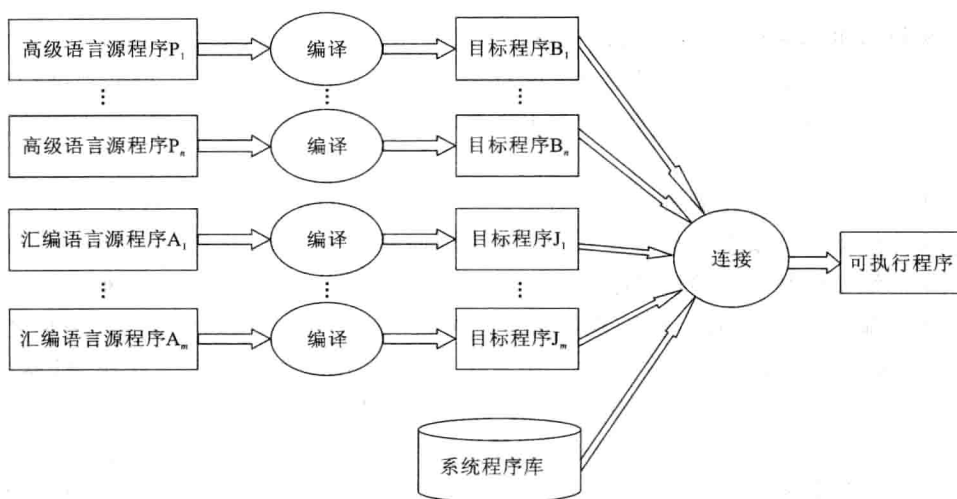 高级语言源程序P₁ 编译 目标程序B₁
⋮ ⋮ ⋮
高级语言源程序Pₙ 编译 目标程序Bₙ
汇编语言源程序A₁ 编译 目标程序J₁
连接 可执行程序
⋮ ⋮ ⋮
汇编语言源程序Aₘ 编译 目标程序Jₘ
系统程序库